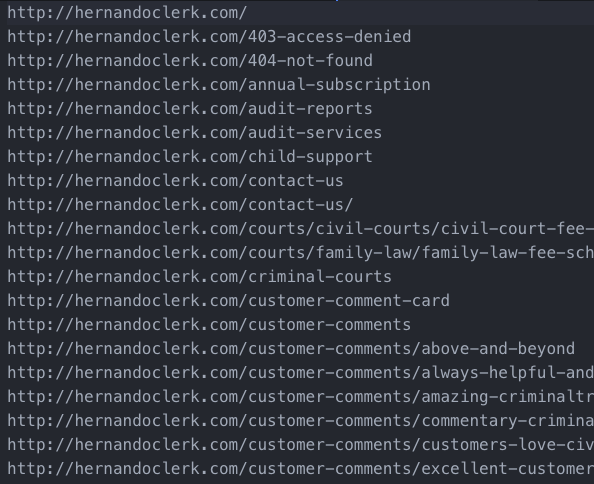 http://hernandoclerk.com/
http://hernandoclerk.com/403-access-denied
http://hernandoclerk.com/404-not-found
http://hernandoclerk.com/annual-subscription
http://hernandoclerk.com/audit-reports
http://hernandoclerk.com/audit-services
http://hernandoclerk.com/child-support
http://hernandoclerk.com/contact-us
http://hernandoclerk.com/contact-us/
http://hernandoclerk.com/courts/civil-courts/civil-court-fee-
http://hernandoclerk.com/courts/family-law/family-law-fee-sch
http://hernandoclerk.com/criminal-courts
http://hernandoclerk.com/customer-comment-card
http://hernandoclerk.com/customer-comments
http://hernandoclerk.com/customer-comments/above-and-beyond
http://hernandoclerk.com/customer-comments/always-helpful-and
http://hernandoclerk.com/customer-comments/amazing-criminaltr
http://hernandoclerk.com/customer-comments/commentary-crimina
http://hernandoclerk.com/customer-comments/customers-love-civ
http://hernandoclerk.com/customer-comments/excellent-customer